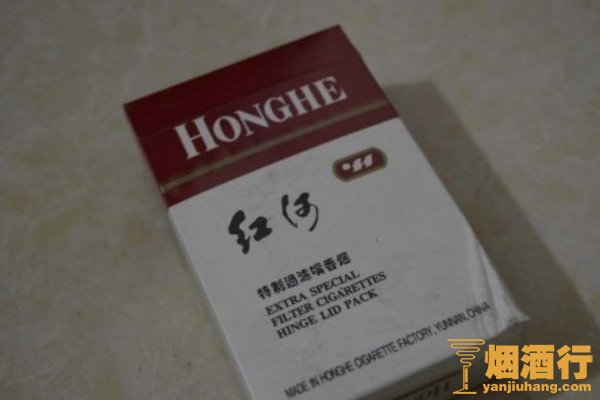 HONGHE
红河
特制過滤嘴香烟
EXTRA SPECIAL
FILTER CIGARETTES
HINGE LID PACK
MADE IN HONGHE CIGARETTE FACTORY, YUNNAN, CHINA
烟酒行
yanjiuhang.com